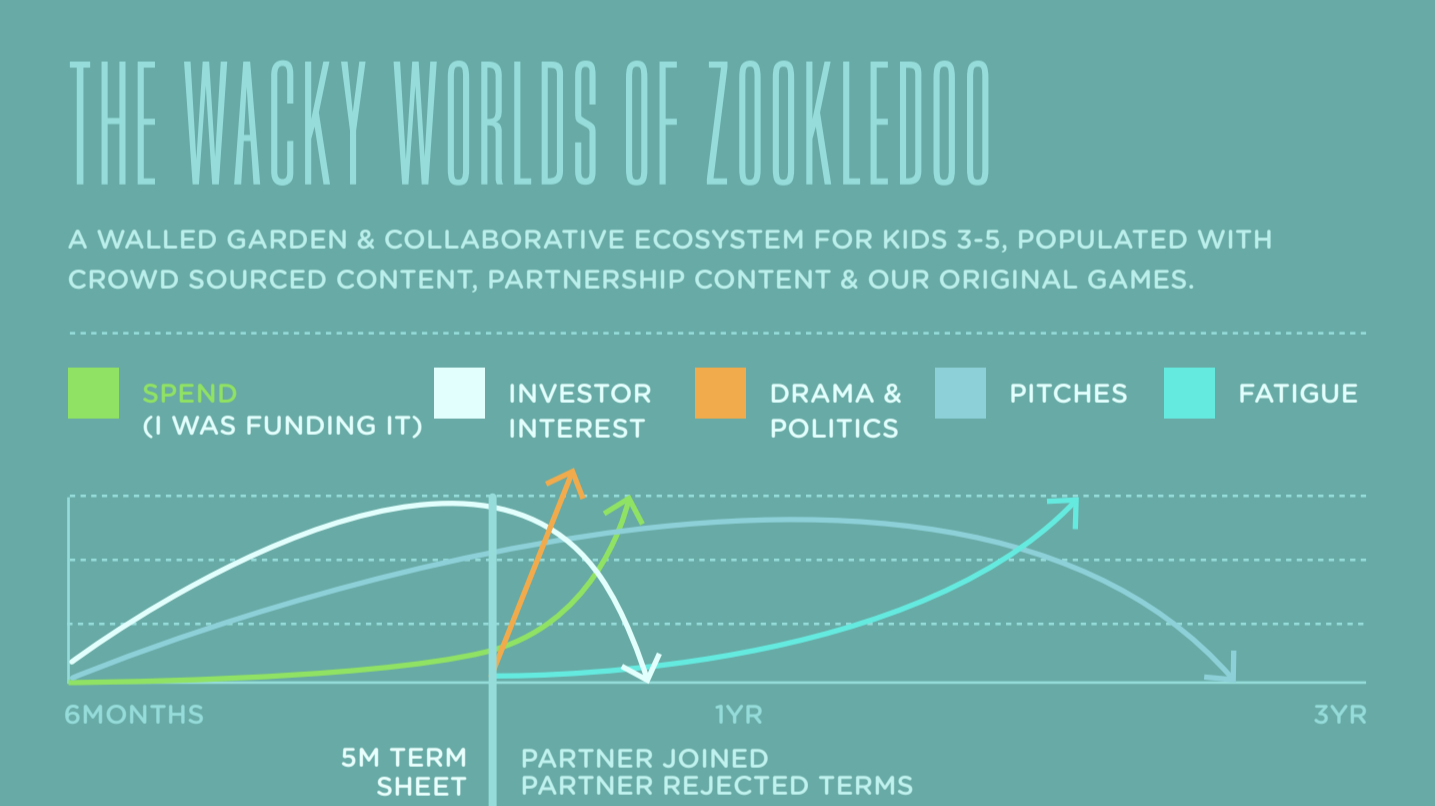 THE WACKY WORLDS OF ZOOKLEDOO
A WALLED GARDEN & COLLABORATIVE ECOSYSTEM FOR KIDS 3-5, POPULATED WITH
CROWD SOURCED CONTENT, PARTNERSHIP CONTENT & OUR ORIGINAL GAMES.
SPEND
(I WAS FUNDING IT)
INVESTOR
INTEREST
DRAMA &
POLITICS
PITCHES
FATIGUE
6MONTHS
1YR
3YR
5M TERM
SHEET
PARTNER JOINED
PARTNER REJECTED TERMS